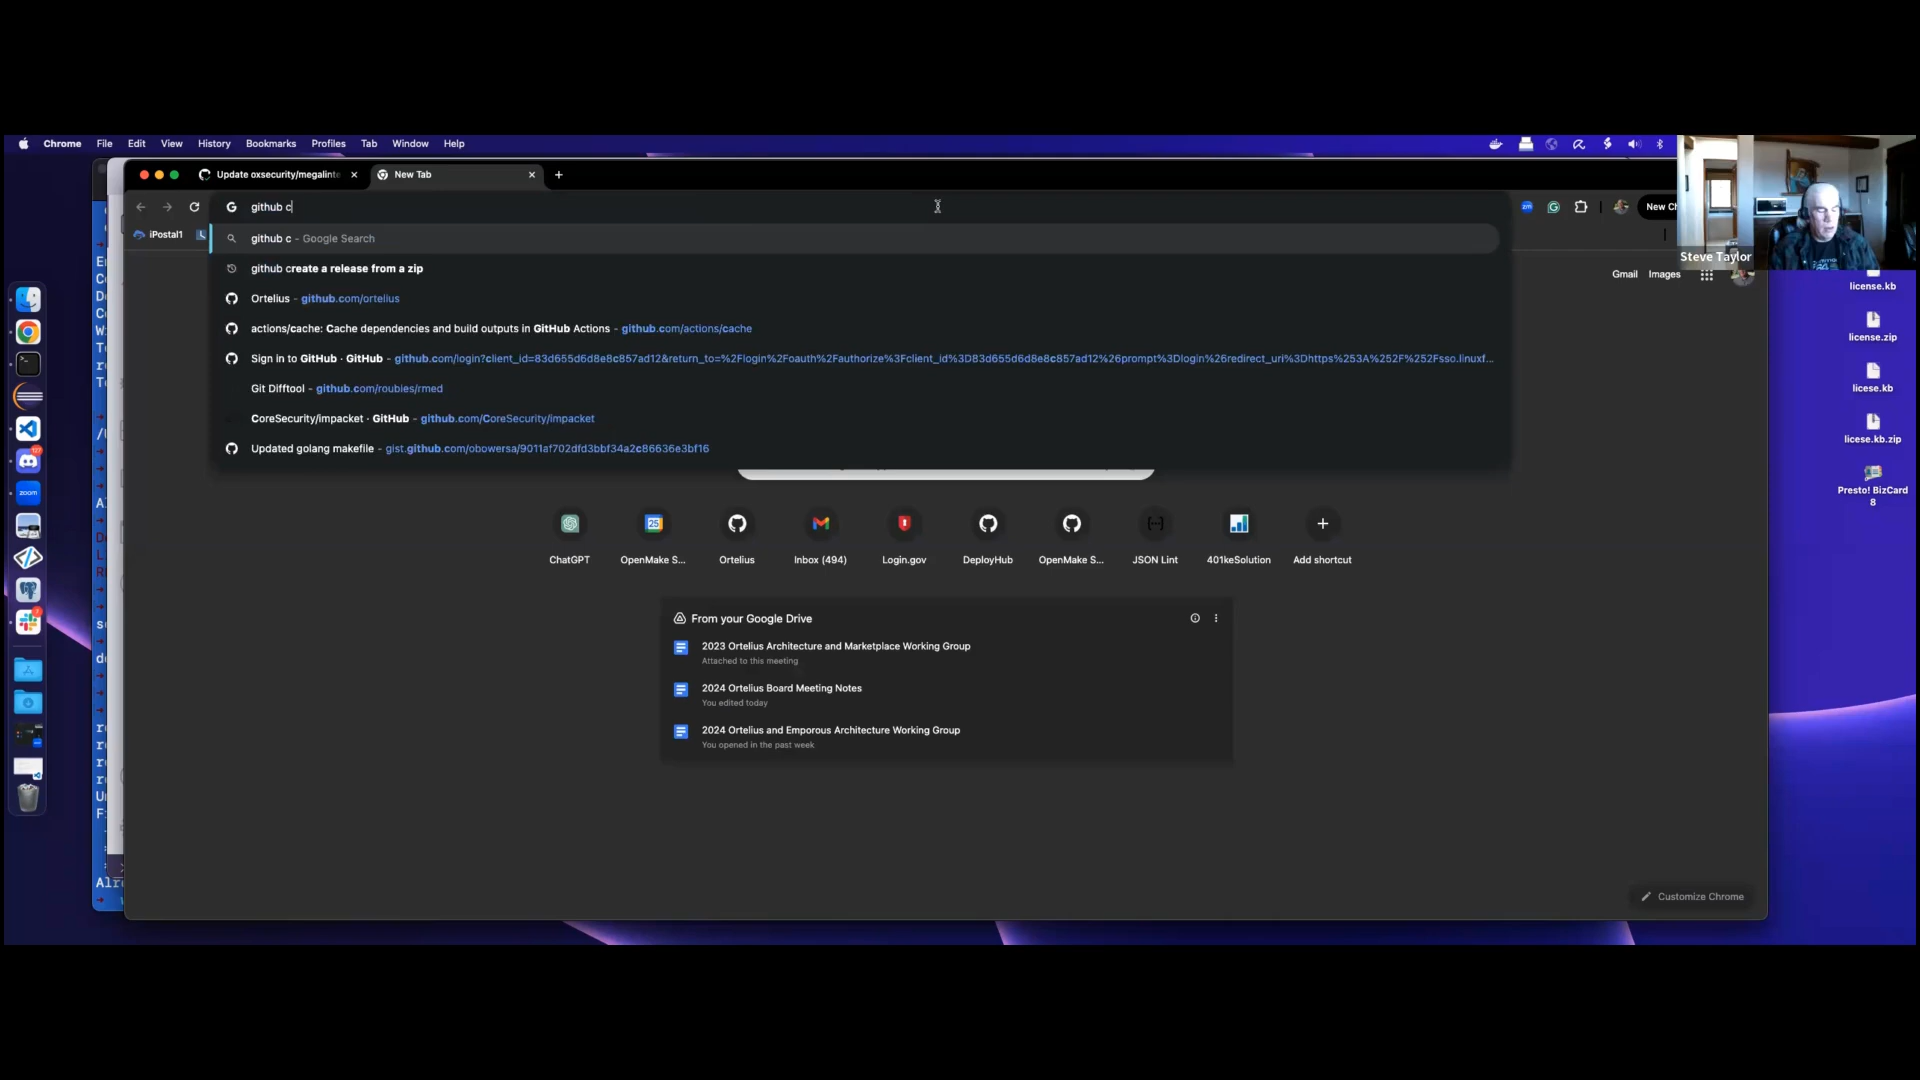 Chrome File Edit View History Bookmarks Profiles Tab Window Help
Update oxsecurity/megalinte
New Tab
github c
New Ch
iPostal1
github c - Google Search
github create a release from a zip
Ortelius - github.com/ortelius
actions/cache: Cache dependencies and build outputs in GitHub Actions - github.com/actions/cache
Sign in to GitHub · GitHub - github.com/login?client_id=83d655d6d8e8c857ad12&return_to=%2Flogin%2Foauth%2Fauthorize%3Fclient_id%3D83d655d6d8e8c857ad12%26prompt%3Dlogin%26redirect_uri%3Dhttps%253A%252F%252Fsso.linuxf...
Git Difftool - github.com/roubies/rmed
CoreSecurity/impacket · GitHub - github.com/CoreSecurity/impacket
Updated golang makefile - gist.github.com/obowersa/9011af702dfd3bbf34a2c86636e3bf16
Gmail Images
Steve Taylor
license.kb
license.zip
licese.kb
licese.kb.zip
Presto! BizCard
8
25
zoom
ChatGPT
OpenMake S...
Ortelius
Inbox (494)
Login.gov
DeployHub
OpenMake S...
JSON Lint
401keSolution
Add shortcut
From your Google Drive
2023 Ortelius Architecture and Marketplace Working Group
Attached to this meeting
2024 Ortelius Board Meeting Notes
You edited today
2024 Ortelius and Emporous Architecture Working Group
You opened in the past week
Customize Chrome